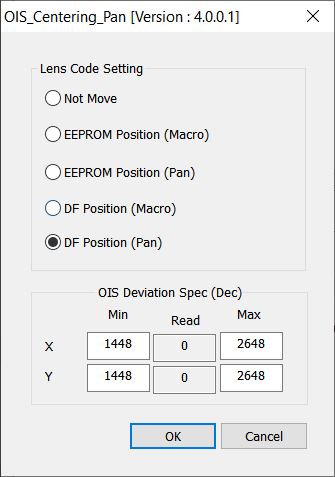 OIS_Centering_Pan [Version : 4.0.0.1]
Lens Code Setting
Not Move
EEPROM Position (Macro)
EEPROM Position (Pan)
DF Position (Macro)
DF Position (Pan)
OIS Deviation Spec (Dec)
Min Read Max
X 1448 0 2648
Y 1448 0 2648
OK Cancel